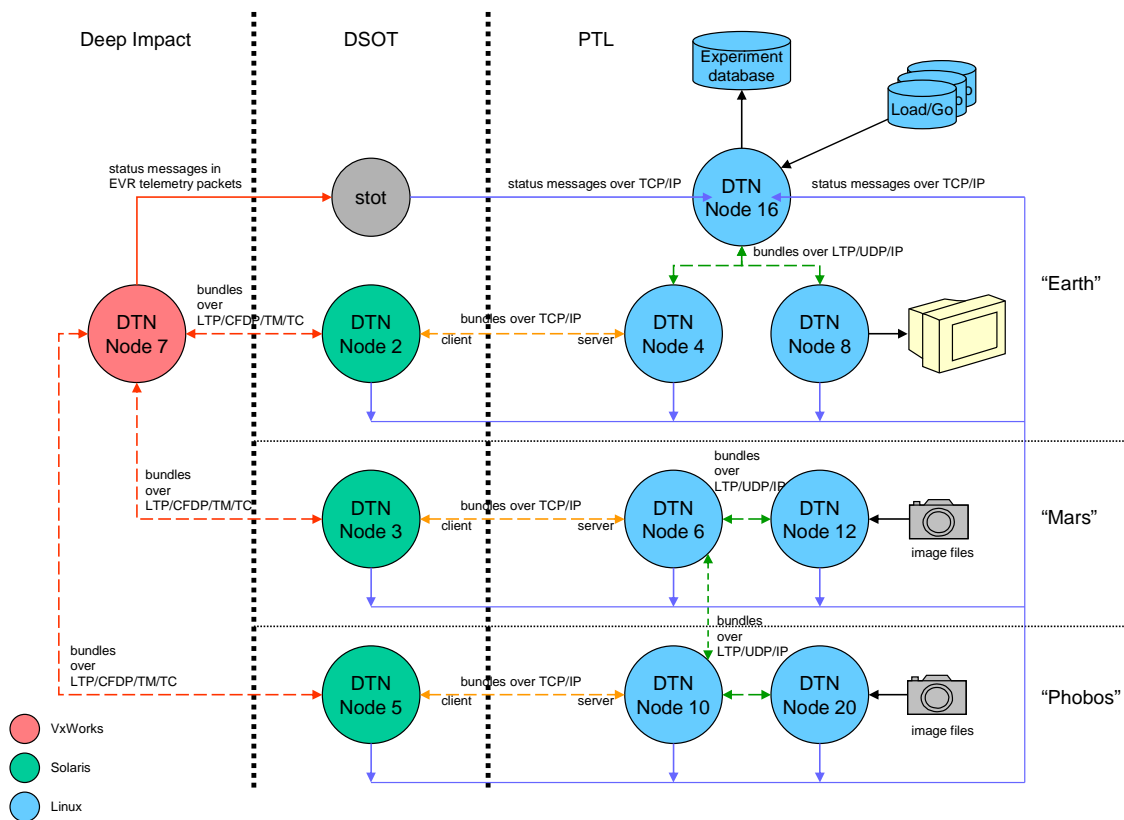 Deep Impact
DSOT
PTL
Experiment
database
Load/Go
status messages in
EVR telemetry packets
stot
status messages over TCP/IP
DTN
Node 16
status messages over TCP/IP
bundles over LTP/UDP/IP
"Earth"
bundles
over
LTP/CFDP/TM/TC
DTN
Node 7
DTN
Node 2
bundles over TCP/IP
client
server
DTN
Node 4
DTN
Node 8
bundles
over
LTP/CFDP/TM/TC
DTN
Node 3
bundles over TCP/IP
client
server
DTN
Node 6
bundles
over
LTP/UDP/IP
DTN
Node 12
image files
"Mars"
bundles
over
LTP/UDP/IP
bundles
over
LTP/CFDP/TM/TC
DTN
Node 5
bundles over TCP/IP
client
server
DTN
Node 10
DTN
Node 20
image files
"Phobos"
VxWorks
Solaris
Linux